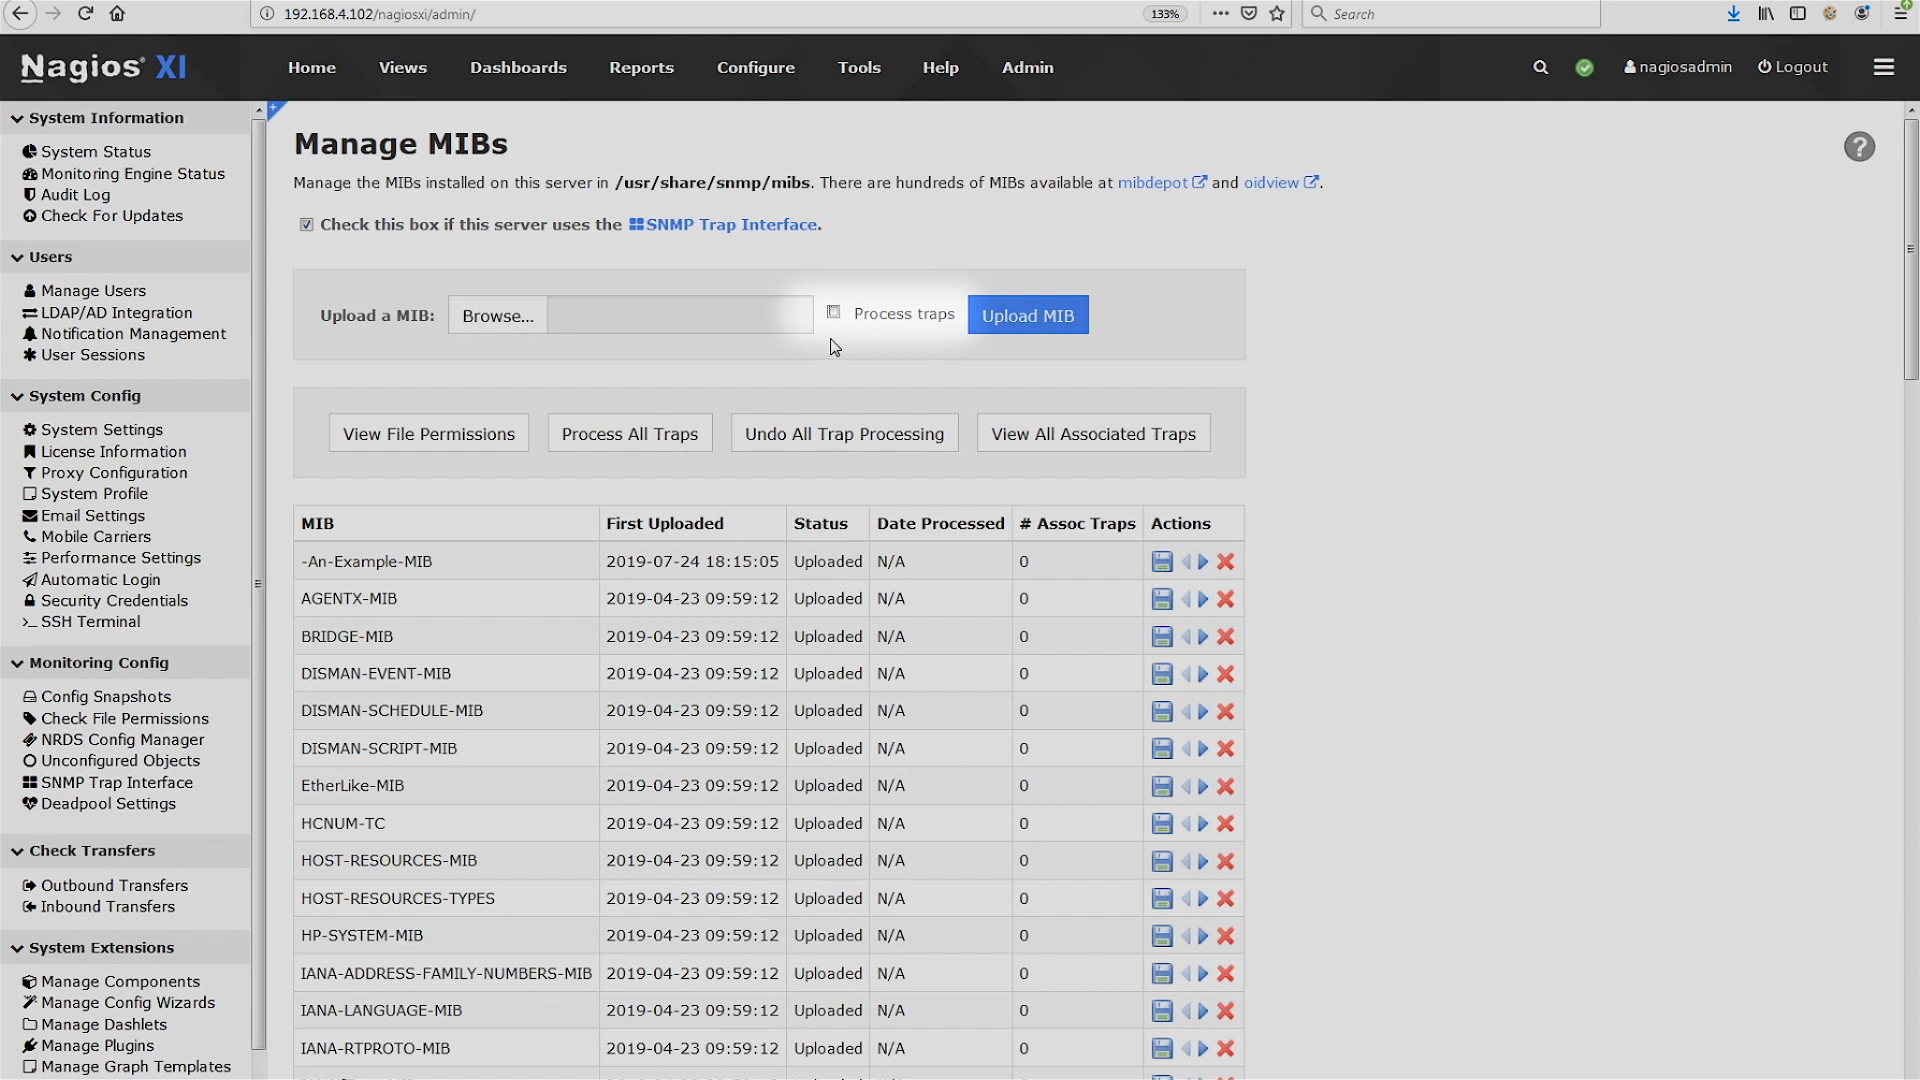 192.168.4.102/nagiosxi/admin/
133%
Search
Nagios® XI
Home Views Dashboards Reports Configure Tools Help Admin
nagiosadmin Logout
System Information
System Status
Monitoring Engine Status
Audit Log
Check For Updates
Users
Manage Users
LDAP/AD Integration
Notification Management
User Sessions
System Config
System Settings
License Information
Proxy Configuration
System Profile
Email Settings
Mobile Carriers
Performance Settings
Automatic Login
Security Credentials
SSH Terminal
Monitoring Config
Config Snapshots
Check File Permissions
NRDS Config Manager
Unconfigured Objects
SNMP Trap Interface
Deadpool Settings
Check Transfers
Outbound Transfers
Inbound Transfers
System Extensions
Manage Components
Manage Config Wizards
Manage Dashlets
Manage Plugins
Manage Graph Templates
Manage MIBs
Manage the MIBs installed on this server in /usr/share/snmp/mibs. There are hundreds of MIBs available at mibdepot and oidview .
Check this box if this server uses the SNMP Trap Interface.
Upload a MIB: Browse... Process traps Upload MIB
View File Permissions Process All Traps Undo All Trap Processing View All Associated Traps
MIB First Uploaded Status Date Processed # Assoc Traps Actions
-An-Example-MIB 2019-07-24 18:15:05 Uploaded N/A 0
AGENTX-MIB 2019-04-23 09:59:12 Uploaded N/A 0
BRIDGE-MIB 2019-04-23 09:59:12 Uploaded N/A 0
DISMAN-EVENT-MIB 2019-04-23 09:59:12 Uploaded N/A 0
DISMAN-SCHEDULE-MIB 2019-04-23 09:59:12 Uploaded N/A 0
DISMAN-SCRIPT-MIB 2019-04-23 09:59:12 Uploaded N/A 0
EtherLike-MIB 2019-04-23 09:59:12 Uploaded N/A 0
HCNUM-TC 2019-04-23 09:59:12 Uploaded N/A 0
HOST-RESOURCES-MIB 2019-04-23 09:59:12 Uploaded N/A 0
HOST-RESOURCES-TYPES 2019-04-23 09:59:12 Uploaded N/A 0
HP-SYSTEM-MIB 2019-04-23 09:59:12 Uploaded N/A 0
IANA-ADDRESS-FAMILY-NUMBERS-MIB 2019-04-23 09:59:12 Uploaded N/A 0
IANA-LANGUAGE-MIB 2019-04-23 09:59:12 Uploaded N/A 0
IANA-RTPROTO-MIB 2019-04-23 09:59:12 Uploaded N/A 0